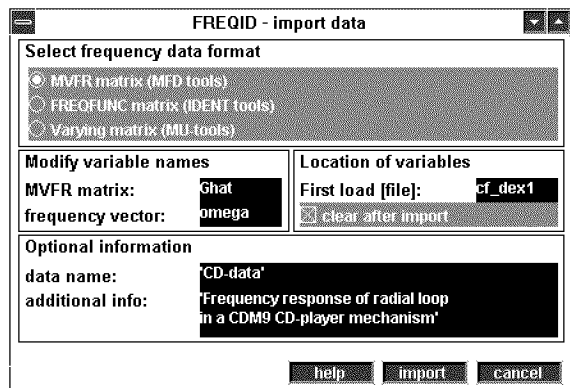 FREQID - import data
Select frequency data format
MVFR matrix (MFD tools)
FREQFUNC matrix (IDENT tools)
Varying matrix (MU-tools)
Modify variable names
MVFR matrix: Ghat
frequency vector: omega
Location of variables
First load [file]: cf_dex1
clear after import
Optional information
data name: 'CD-data'
additional info: 'Frequency response of radial loop
in a CDM9 CD-player mechanism'
help import cancel